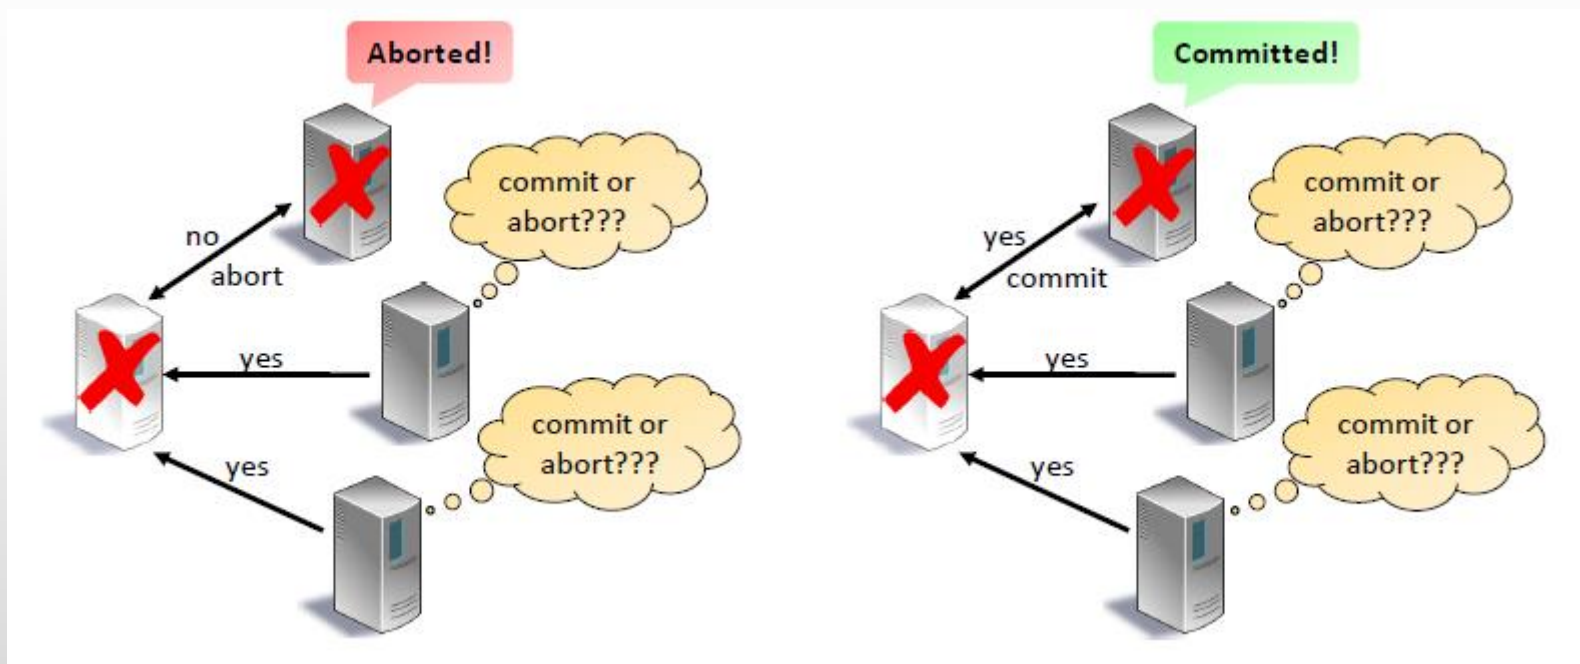 Aborted!
commit or
abort???
no
abort
yes
commit or
abort???
yes
Committed!
commit or
abort???
yes
commit
yes
commit or
abort???
yes